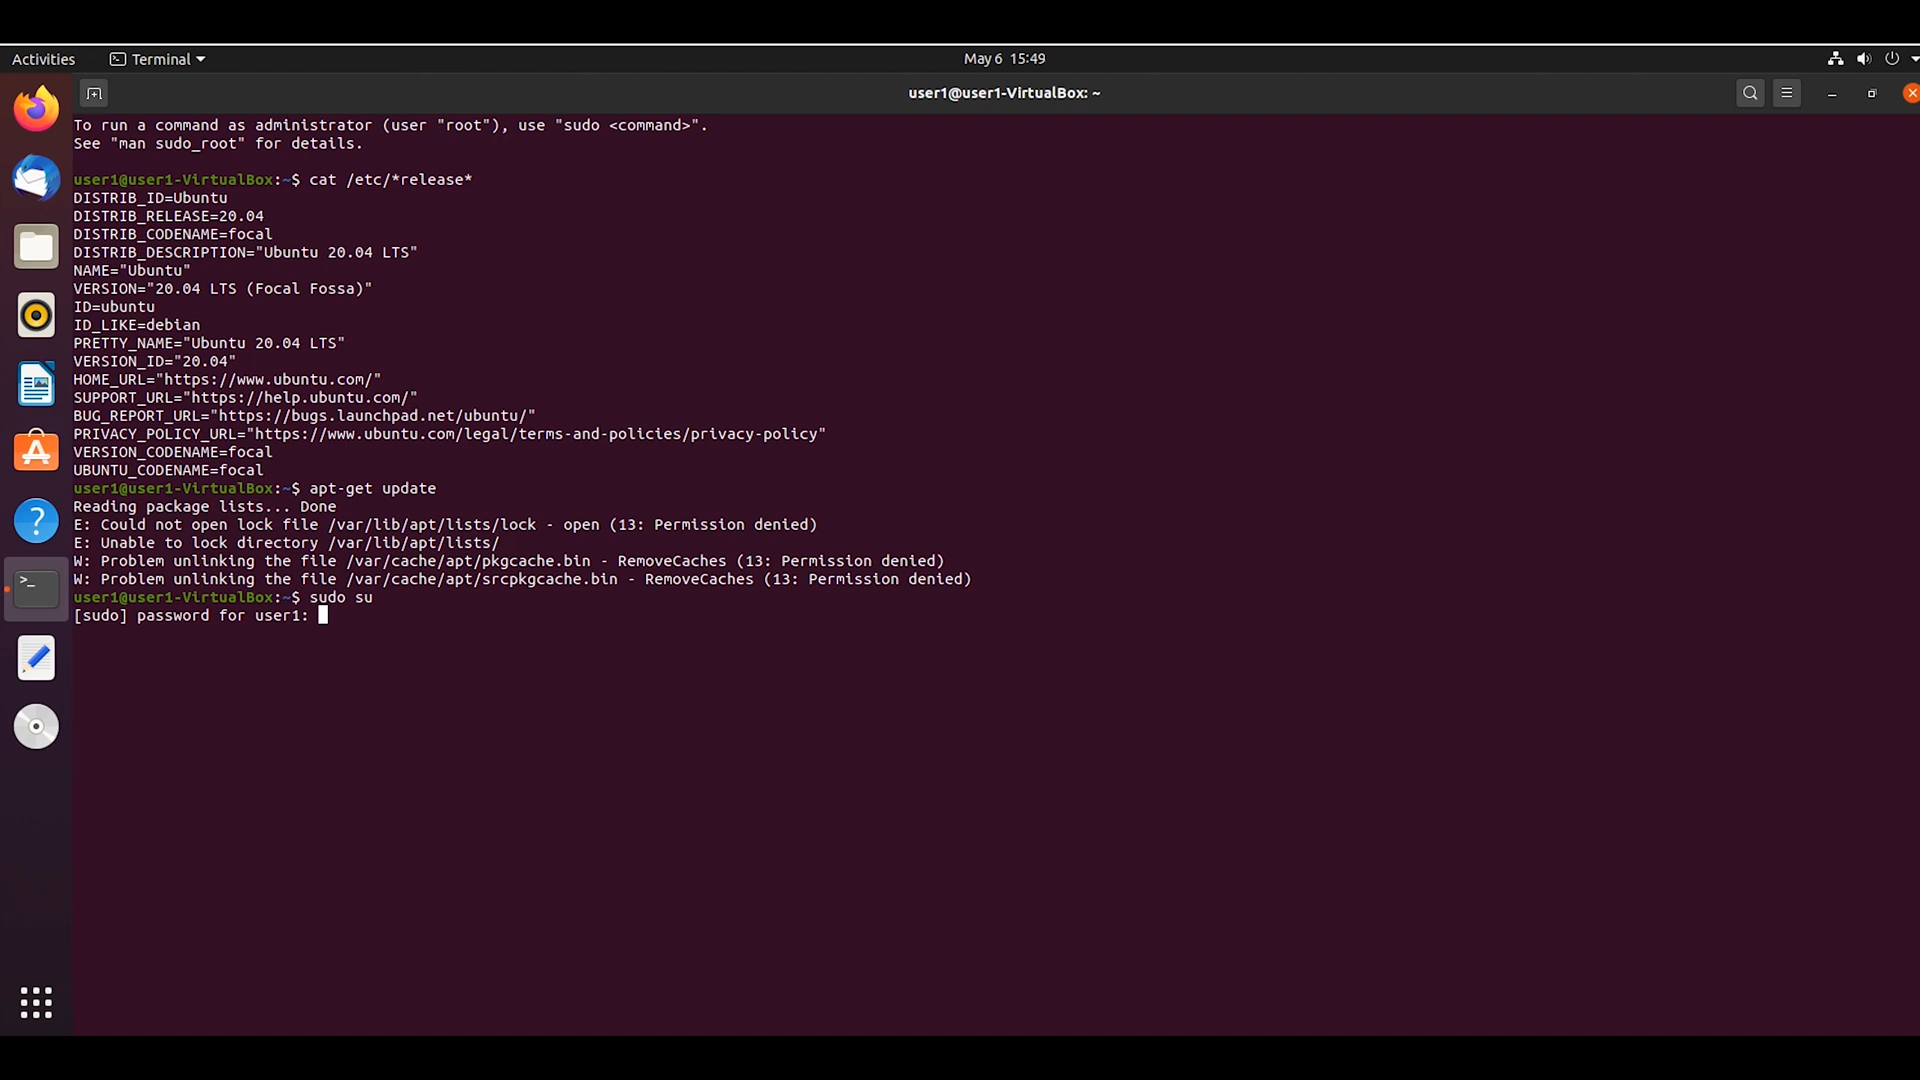 Activities
Terminal
May 6 15:49
user1@user1-VirtualBox: ~
To run a command as administrator (user "root"), use "sudo <command>".
See "man sudo_root" for details.
user1@user1-VirtualBox:~$ cat /etc/*release*
DISTRIB_ID=Ubuntu
DISTRIB_RELEASE=20.04
DISTRIB_CODENAME=focal
DISTRIB_DESCRIPTION="Ubuntu 20.04 LTS"
NAME="Ubuntu"
VERSION="20.04 LTS (Focal Fossa)"
ID=ubuntu
ID_LIKE=debian
PRETTY_NAME="Ubuntu 20.04 LTS"
VERSION_ID="20.04"
HOME_URL="https://www.ubuntu.com/"
SUPPORT_URL="https://help.ubuntu.com/"
BUG_REPORT_URL="https://bugs.launchpad.net/ubuntu/"
PRIVACY_POLICY_URL="https://www.ubuntu.com/legal/terms-and-policies/privacy-policy"
VERSION_CODENAME=focal
UBUNTU_CODENAME=focal
user1@user1-VirtualBox:~$ apt-get update
Reading package lists... Done
E: Could not open lock file /var/lib/apt/lists/lock - open (13: Permission denied)
E: Unable to lock directory /var/lib/apt/lists/
W: Problem unlinking the file /var/cache/apt/pkgcache.bin - RemoveCaches (13: Permission denied)
W: Problem unlinking the file /var/cache/apt/srcpkgcache.bin - RemoveCaches (13: Permission denied)
user1@user1-VirtualBox:~$ sudo su
[sudo] password for user1: